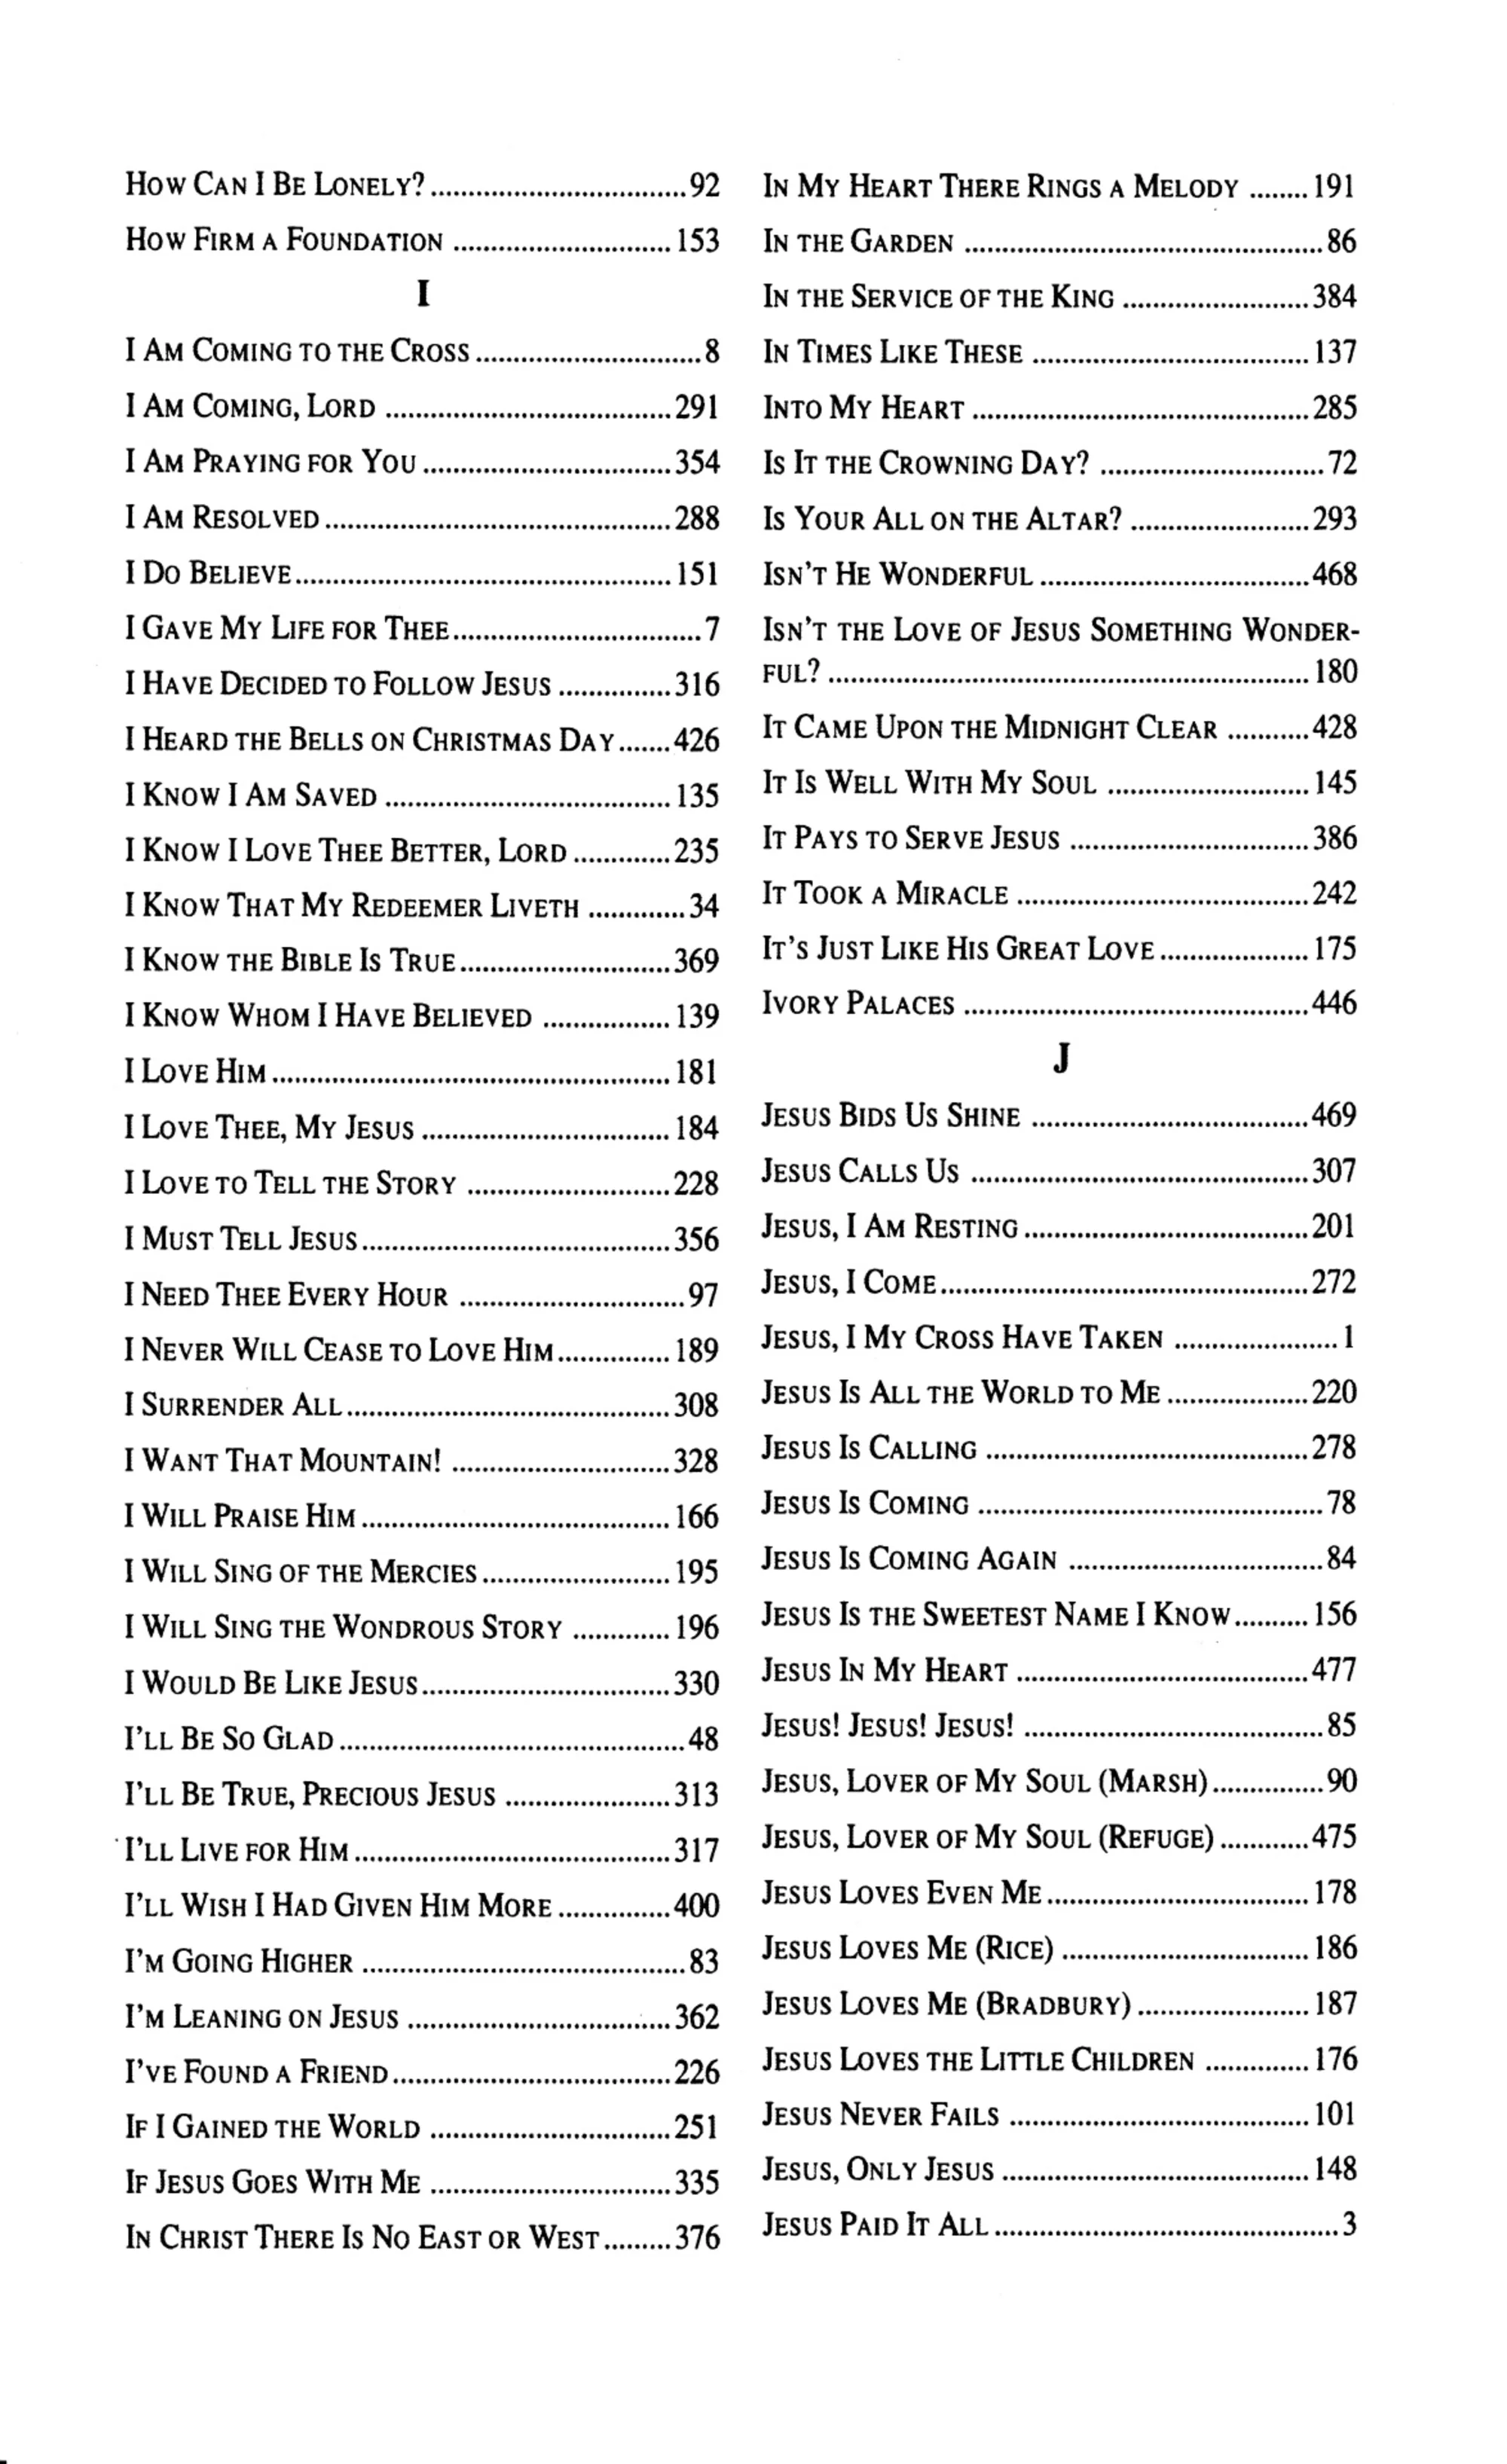 How Can I Be Lonely? .................................. 92
How Firm a Foundation ............................. 153
I
I Am Coming to the Cross .............................. 8
I Am Coming, Lord ...................................... 291
I Am Praying for You ................................. 354
I Am Resolved .............................................. 288
I Do Believe .................................................. 151
I Gave My Life for Thee ................................. 7
I Have Decided to Follow Jesus ............... 316
I Heard the Bells on Christmas Day ....... 426
I Know I Am Saved ...................................... 135
I Know I Love Thee Better, Lord ............. 235
I Know That My Redeemer Liveth ............. 34
I Know the Bible Is True ............................ 369
I Know Whom I Have Believed ................. 139
I Love Him ..................................................... 181
I Love Thee, My Jesus ................................. 184
I Love to Tell the Story ........................... 228
I Must Tell Jesus ......................................... 356
I Need Thee Every Hour .............................. 97
I Never Will Cease to Love Him ............... 189
I Surrender All ........................................... 308
I Want That Mountain! ............................. 328
I Will Praise Him ......................................... 166
I Will Sing of the Mercies ......................... 195
I Will Sing the Wondrous Story ............. 196
I Would Be Like Jesus ................................. 330
I'll Be So Glad .............................................. 48
I'll Be True, Precious Jesus ...................... 313
I'll Live for Him .......................................... 317
I'll Wish I Had Given Him More ............... 400
I'm Going Higher ........................................... 83
I'm Leaning on Jesus ................................... 362
I've Found a Friend ..................................... 226
If I Gained the World ................................ 251
If Jesus Goes With Me ................................ 335
In Christ There Is No East or West ......... 376
In My Heart There Rings a Melody ........ 191
In the Garden ................................................ 86
In the Service of the King ......................... 384
In Times Like These ..................................... 137
Into My Heart ............................................. 285
Is It the Crowning Day? .............................. 72
Is Your All on the Altar? ........................ 293
Isn't He Wonderful .................................... 468
Isn't the Love of Jesus Something Wonder-
ful? ................................................................ 180
It Came Upon the Midnight Clear ........... 428
It Is Well With My Soul ........................... 145
It Pays to Serve Jesus ................................ 386
It Took a Miracle ....................................... 242
It's Just Like His Great Love .................... 175
Ivory Palaces .............................................. 446
J
Jesus Bids Us Shine ..................................... 469
Jesus Calls Us ............................................. 307
Jesus, I Am Resting ...................................... 201
Jesus, I Come ................................................. 272
Jesus, I My Cross Have Taken ...................... 1
Jesus Is All the World to Me ................... 220
Jesus Is Calling ........................................... 278
Jesus Is Coming .............................................. 78
Jesus Is Coming Again .................................. 84
Jesus Is the Sweetest Name I Know .......... 156
Jesus In My Heart ....................................... 477
Jesus! Jesus! Jesus! ........................................ 85
Jesus, Lover of My Soul (Marsh) ............... 90
Jesus, Lover of My Soul (Refuge) ............ 475
Jesus Loves Even Me ................................... 178
Jesus Loves Me (Rice) ................................. 186
Jesus Loves Me (Bradbury) ....................... 187
Jesus Loves the Little Children .............. 176
Jesus Never Fails ........................................ 101
Jesus, Only Jesus ......................................... 148
Jesus Paid It All .............................................. 3